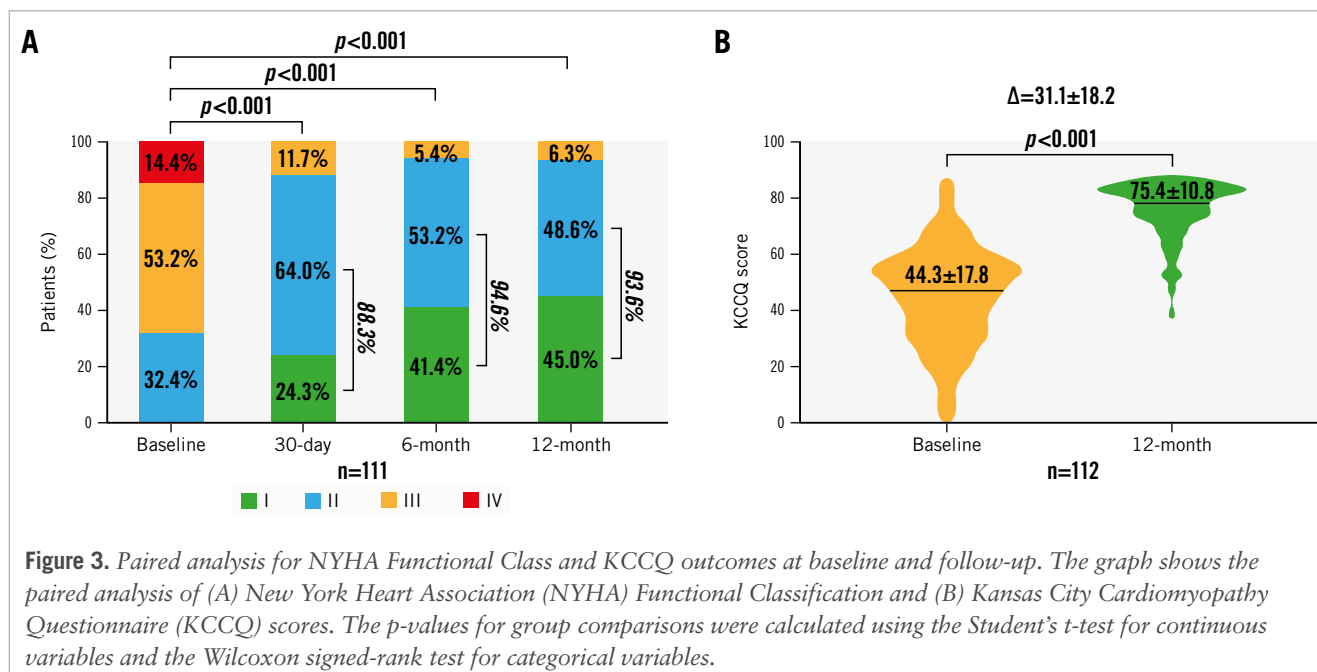 A
p<0.001
p<0.001
p<0.001
Patients (%)
100
80
60
40
20
0
14.4%
53.2%
32.4%
11.7%
64.0%
24.3%
88.3%
5.4%
53.2%
41.4%
94.6%
6.3%
48.6%
45.0%
93.6%
Baseline 30-day 6-month 12-month
n=111
I II III IV
B
Δ=31.1±18.2
p<0.001
KCCQ score
100
80
60
40
20
0
44.3±17.8
75.4±10.8
Baseline 12-month
n=112
Figure 3. Paired analysis for NYHA Functional Class and KCCQ outcomes at baseline and follow-up. The graph shows the
paired analysis of (A) New York Heart Association (NYHA) Functional Classification and (B) Kansas City Cardiomyopathy
Questionnaire (KCCQ) scores. The p-values for group comparisons were calculated using the Student's t-test for continuous
variables and the Wilcoxon signed-rank test for categorical variables.